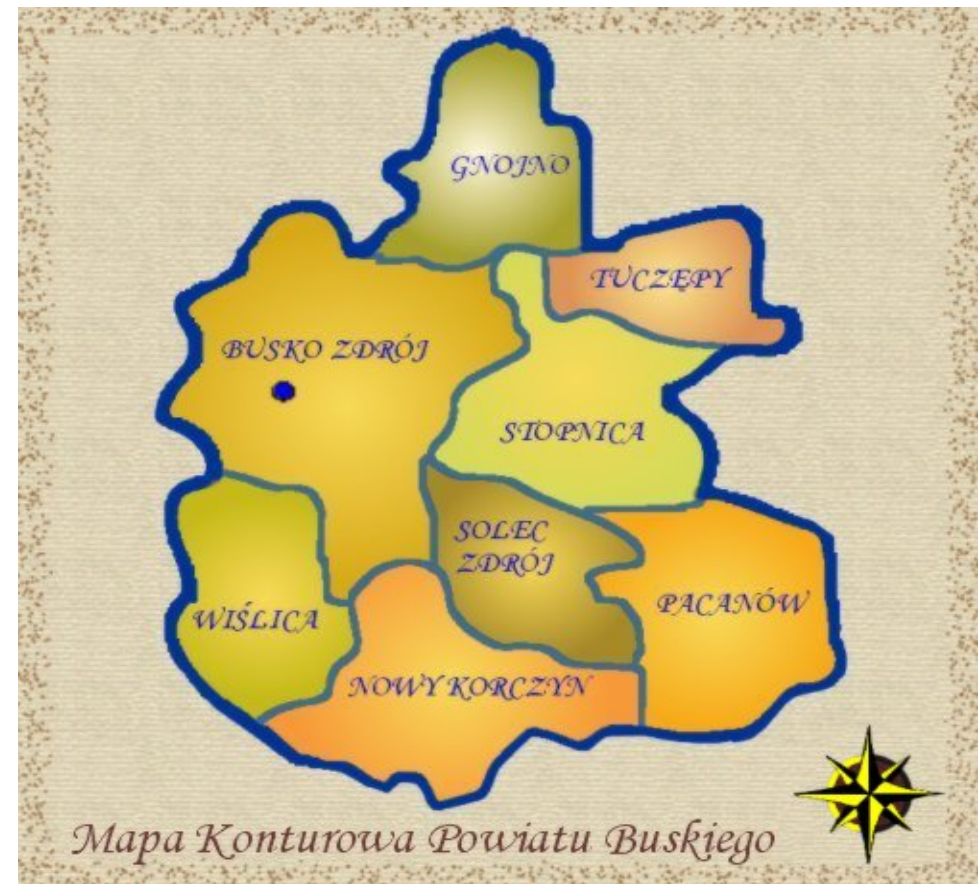 GNOJNO
TUCZĘPY
BUSKO ZDRÓJ
STOPNICA
SOLEC
ZDRÓJ
PACANÓW
WIŚLICA
NOWY KORCZYN
Mapa Konturowa Powiatu Buskiego